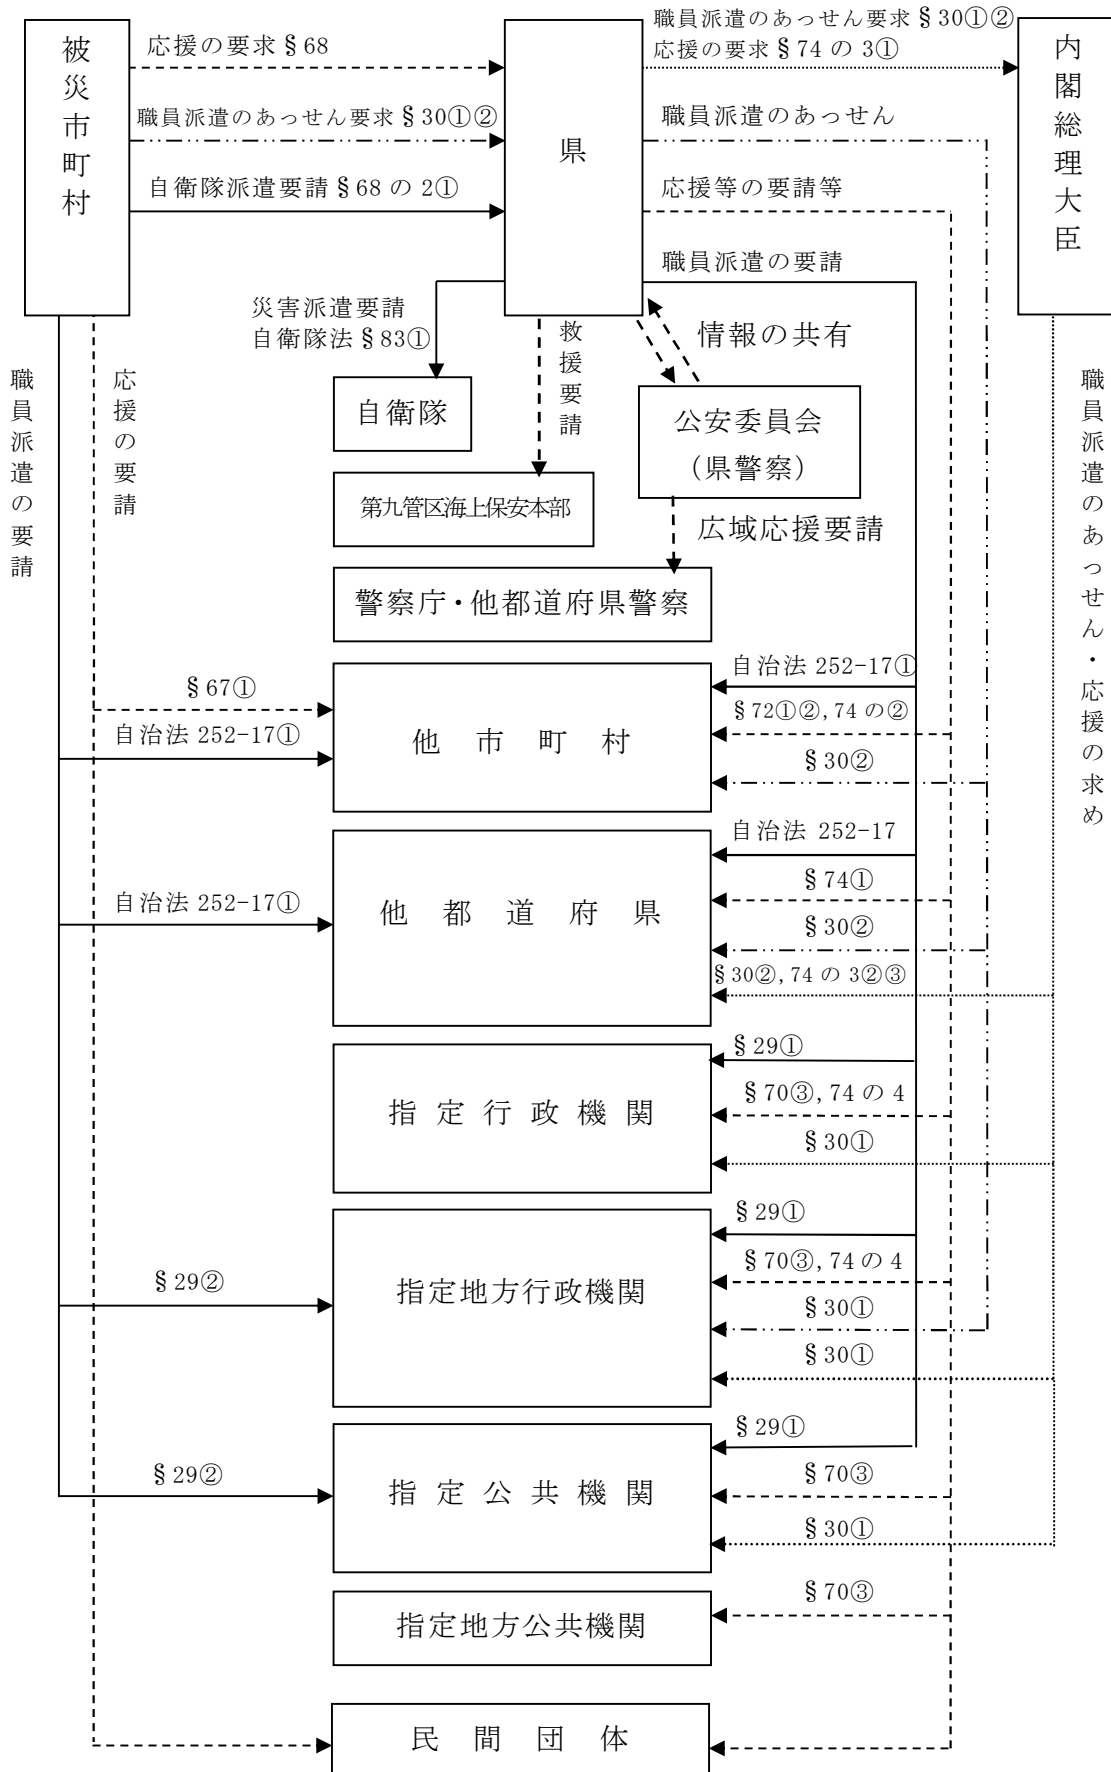 被災市町村
応援の要求§68
職員派遣のあっせん要求§30①②
自衛隊派遣要請§68の2①
県
職員派遣のあっせん要求§30①②
応援の要求§74の3①
職員派遣のあっせん
応援等の要請等
職員派遣の要請
内閣総理大臣
災害派遣要請
自衛隊法§83①
救援要請
情報の共有
職員派遣の要請
応援の要請
自衛隊
公安委員会
(県警察)
職員派遣のあっせん・応援の求め
第九管区海上保安本部
広域応援要請
警察庁・他都道府県警察
§67①
自治法252-17①
他市町村
自治法252-17①
§72①②,74の②
§30②
自治法252-17①
他都道府県
自治法252-17
§74①
§30②
§30②,74の3②③
指定行政機関
§29①
§70③,74の4
§30①
§29②
指定地方行政機関
§29①
§70③,74の4
§30①
§30①
§29②
指定公共機関
§29①
§70③
§30①
指定地方公共機関
§70③
民間団体